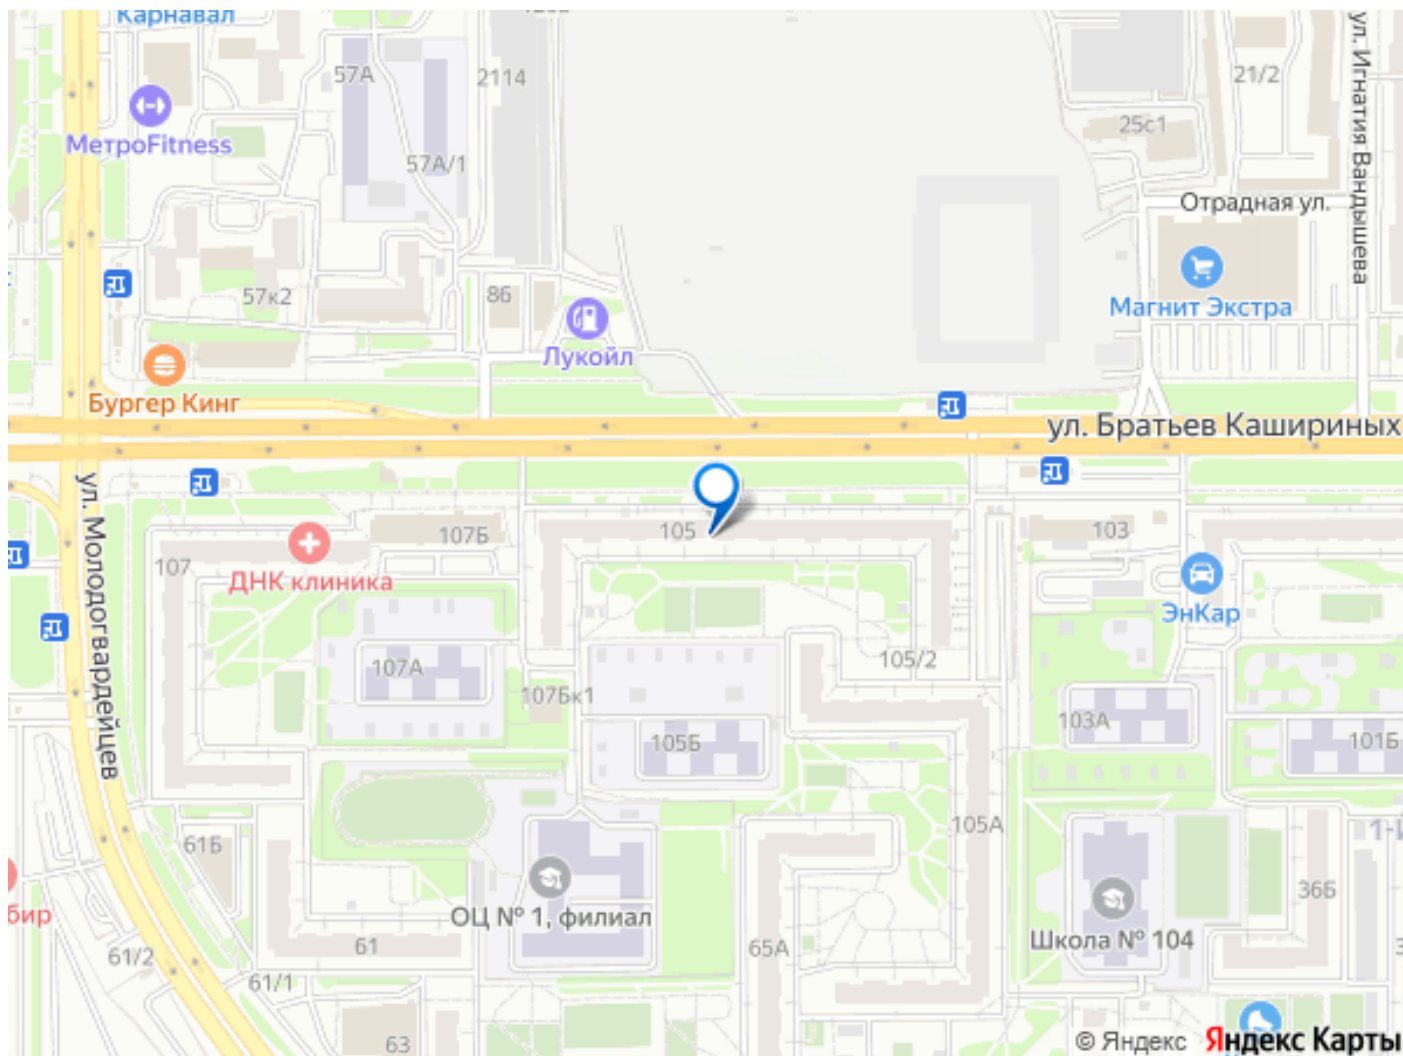 Карнавал
57А
2114
21/2
ул. Игнатия Вандышева
МетроFitness
25с1
57А/1
Отрадная ул.
57к2
86
Магнит Экстра
Лукойл
Бургер Кинг
ул. Братьев Кашириных
ул. Молодогвардейцев
107Б
105
103
107
ДНК клиника
ЭнКар
107А
105/2
107Бк1
103А
105Б
101Б
105А
61Б
36Б
бир
ОЦ № 1, филиал
Школа № 104
61
65А
61/2
61/1
63
© Яндекс Яндекс Карты